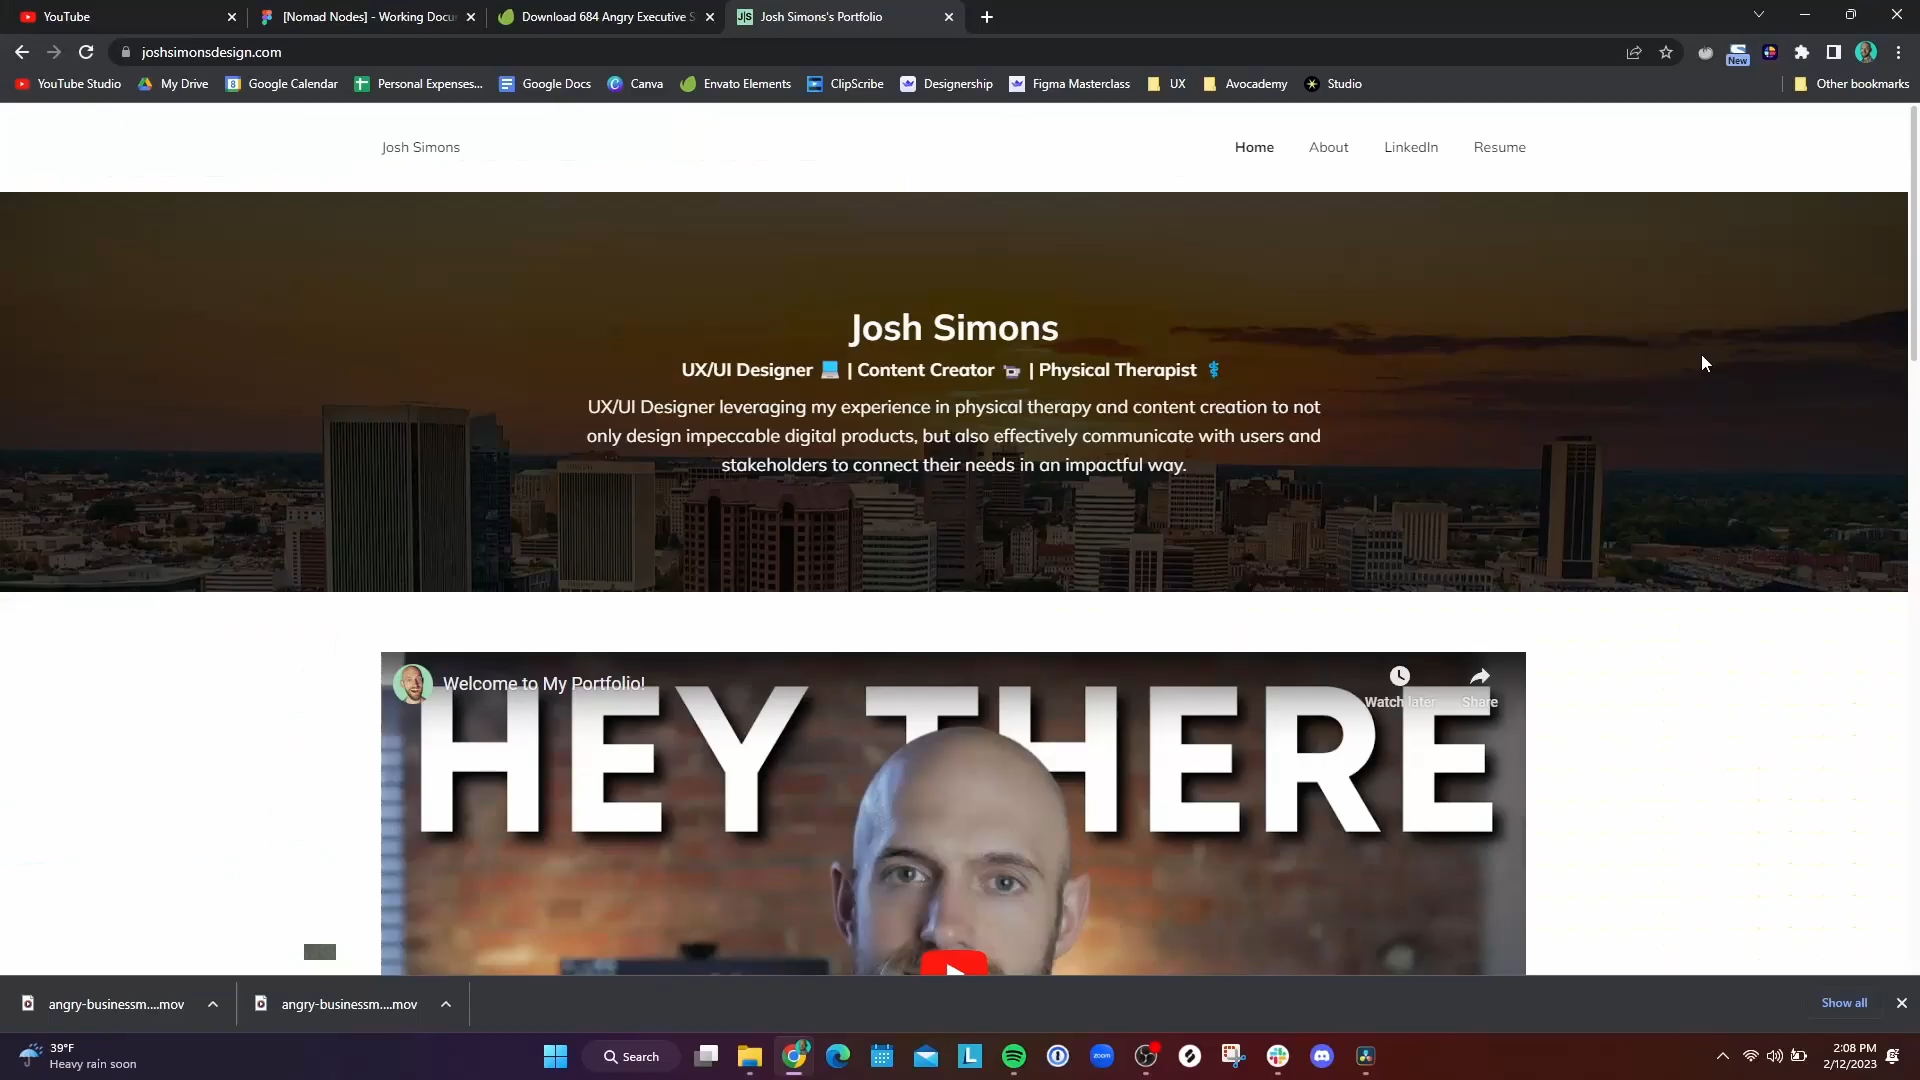 YouTube
[Nomad Nodes] - Working Docu
Download 684 Angry Executive S
J|S Josh Simons's Portfolio
joshsimonsdesign.com
New
YouTube Studio
My Drive
Google Calendar
Personal Expenses...
Google Docs
Canva
Envato Elements
ClipScribe
Designership
Figma Masterclass
UX
Avocademy
Studio
Other bookmarks
Josh Simons
Home
About
LinkedIn
Resume
Josh Simons
UX/UI Designer 💻 | Content Creator 📹 | Physical Therapist ⚕
UX/UI Designer leveraging my experience in physical therapy and content creation to not
only design impeccable digital products, but also effectively communicate with users and
stakeholders to connect their needs in an impactful way.
Welcome to My Portfolio!
Watch later
Share
HEY THERE
angry-businessm....mov
angry-businessm....mov
Show all
39°F
Heavy rain soon
Search
L
zoom
2:08 PM
2/12/2023